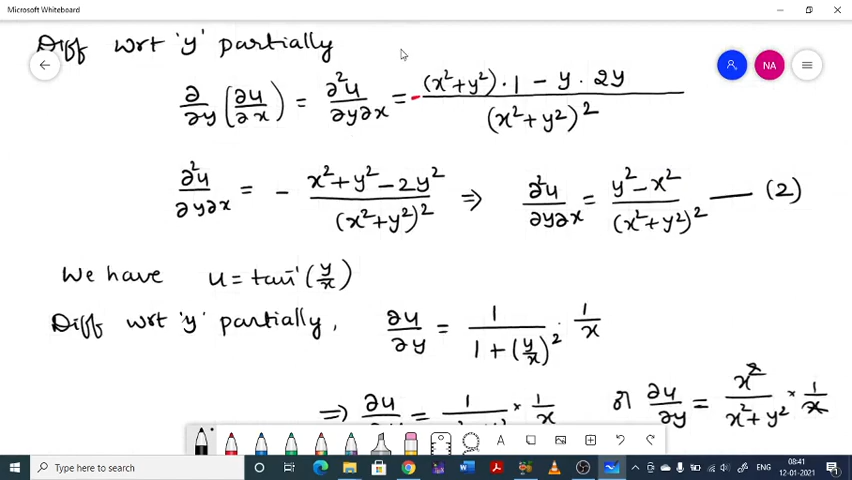 Microsoft Whiteboard
Diff wrt 'y' partially
∂/∂y (∂u/∂x) = ∂²u/∂y∂x = - (x²+y²)·1 - y·2y / (x²+y²)²
NA
∂²u/∂y∂x = - x²+y²-2y² / (x²+y²)² ⇒ ∂²u/∂y∂x = y²-x² / (x²+y²)² — (2)
We have u = tan⁻¹(y/x)
Diff wrt 'y' partially, ∂u/∂y = 1 / 1+(y/x)² · 1/x
⇒ ∂u = 1 × 1/x or ∂u/∂y = x² / x²+y² × 1/x
Type here to search
ENG
08:41
12-01-2021